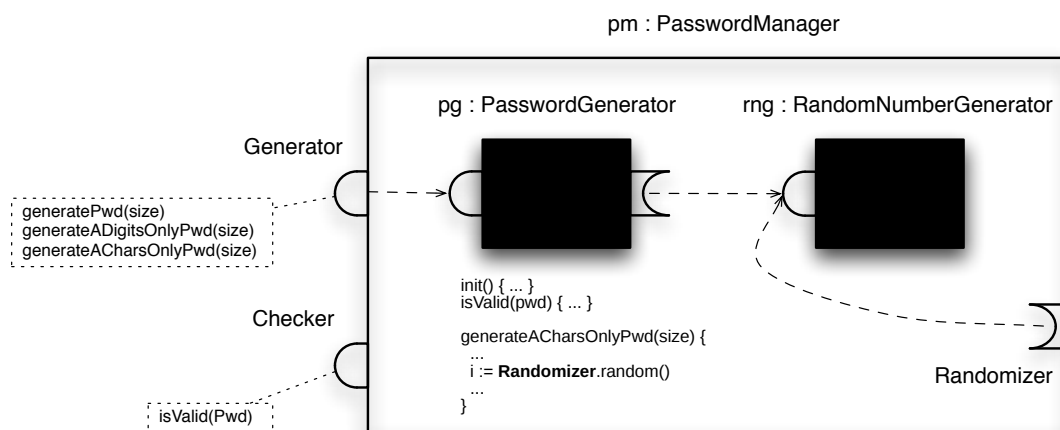 pm : PasswordManager
pg : PasswordGenerator
rng : RandomNumberGenerator
Generator
generatePwd(size)
generateADigitsOnlyPwd(size)
generateACharsOnlyPwd(size)
init() { ... }
isValid(pwd) { ... }
Checker
generateACharsOnlyPwd(size) {
...
i := Randomizer.random()
...
}
Randomizer
isValid(Pwd)